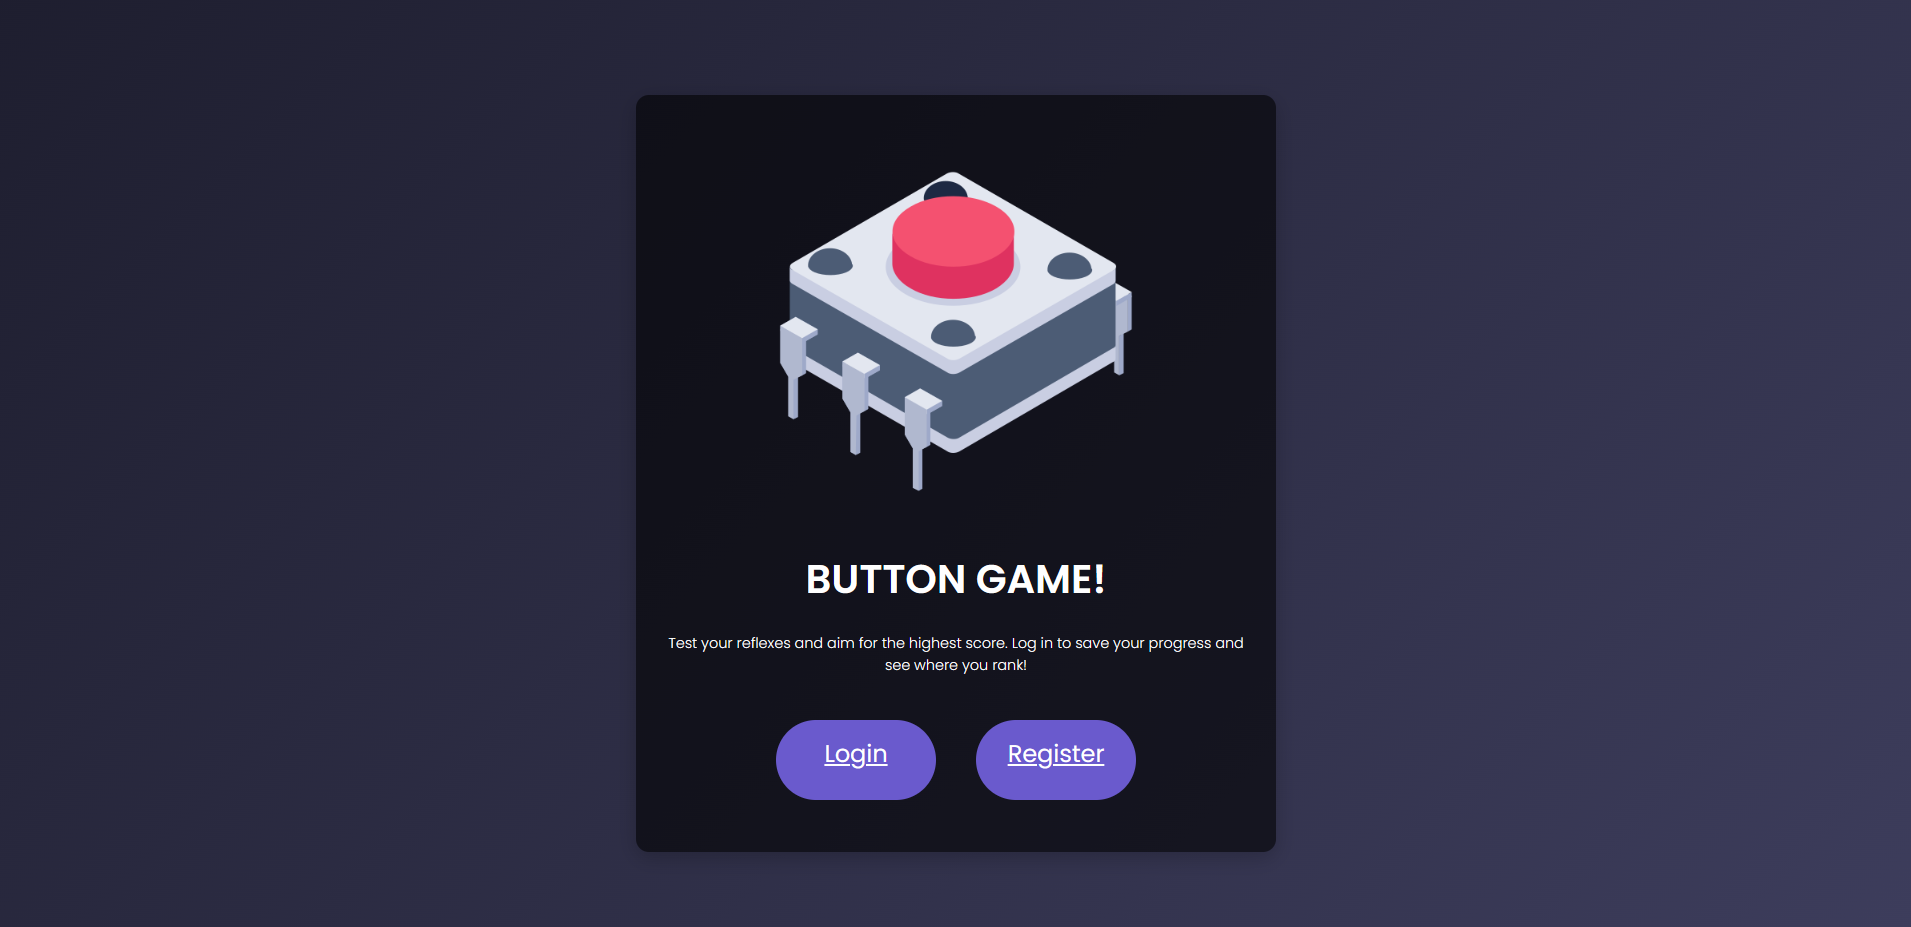 BUTTON GAME!
Test your reflexes and aim for the highest score. Log in to save your progress and
see where you rank!
Login
Register